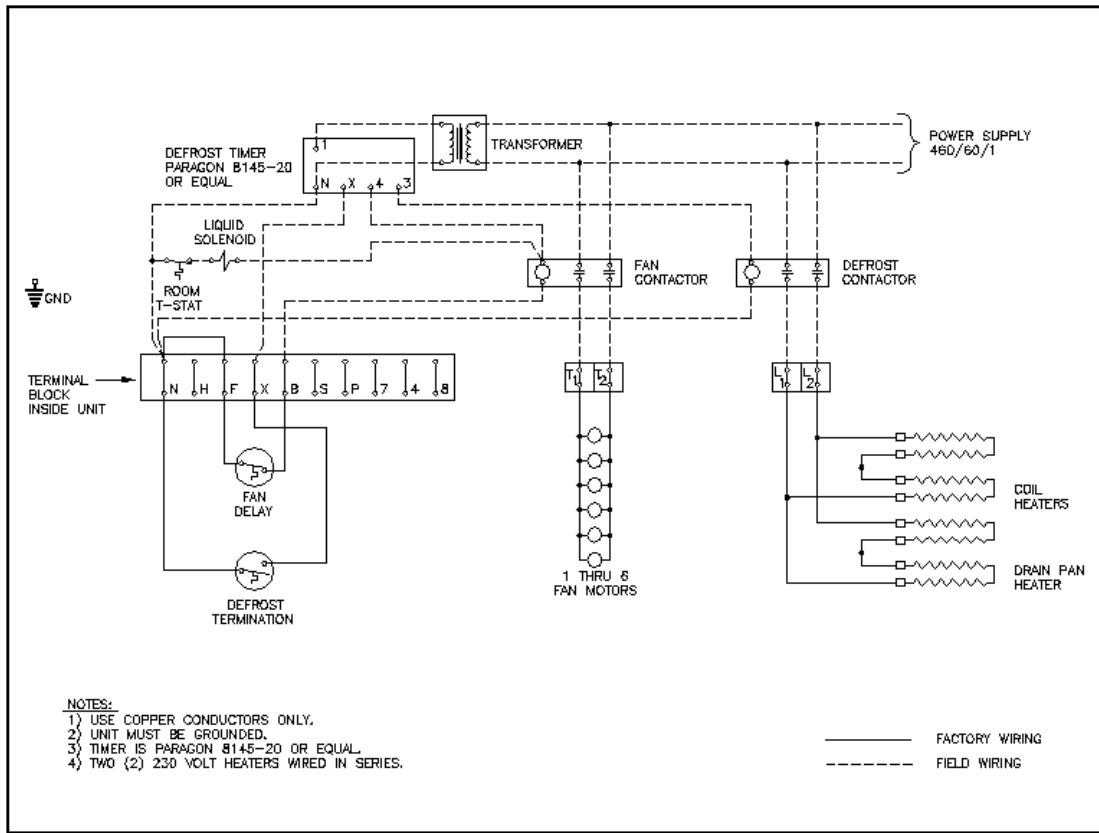 1
TRANSFORMER
POWER SUPPLY
460/60/1
DEFROST TIMER
PARAGON 8145-20
OR EQUAL
N X 4 3
LIQUID
SOLENOID
ROOM
T-STAT
GND
FAN
CONTACTOR
DEFROST
CONTACTOR
TERMINAL
BLOCK
INSIDE UNIT
N H F X B S P 7 4 8
T1 T2
L1 L2
FAN
DELAY
DEFROST
TERMINATION
1 THRU 6
FAN MOTORS
COIL
HEATERS
DRAIN PAN
HEATER
NOTES:
1) USE COPPER CONDUCTORS ONLY.
2) UNIT MUST BE GROUNDED.
3) TIMER IS PARAGON 8145-20 OR EQUAL.
4) TWO (2) 230 VOLT HEATERS WIRED IN SERIES.
FACTORY WIRING
FIELD WIRING